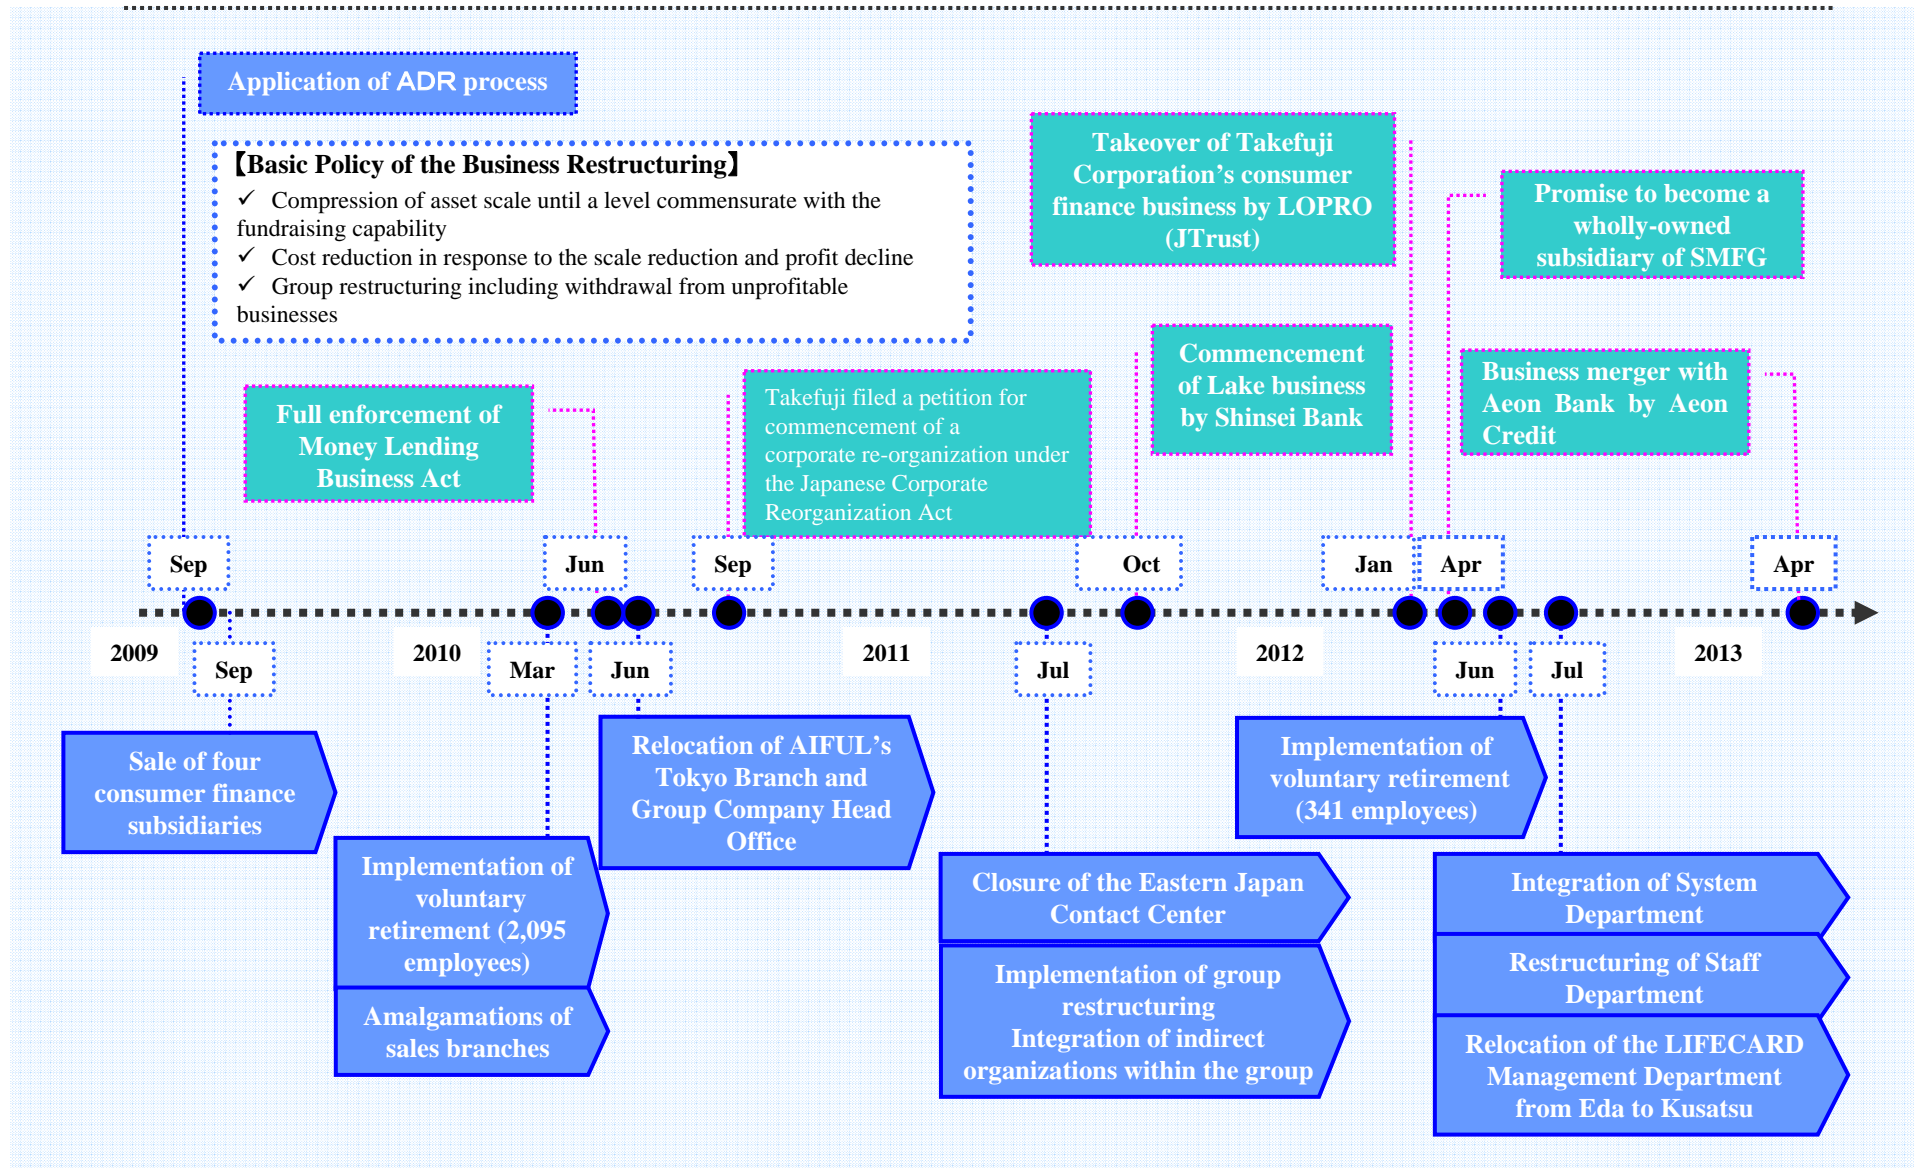 Application of ADR process
【Basic Policy of the Business Restructuring】
✓ Compression of asset scale until a level commensurate with the
fundraising capability
✓ Cost reduction in response to the scale reduction and profit decline
✓ Group restructuring including withdrawal from unprofitable
businesses
Takeover of Takefuji
Corporation’s consumer
finance business by LOPRO
(JTrust)
Promise to become a
wholly-owned
subsidiary of SMFG
Full enforcement of
Money Lending
Business Act
Takefuji filed a petition for
commencement of a
corporate re-organization under
the Japanese Corporate
Reorganization Act
Commencement
of Lake business
by Shinsei Bank
Business merger with
Aeon Bank by Aeon
Credit
Sep
Jun
Sep
Oct
Jan
Apr
Apr
2009
Sep
2010
Mar
Jun
2011
Jul
2012
Jun
Jul
2013
Sale of four
consumer finance
subsidiaries
Implementation of
voluntary
retirement (2,095
employees)
Amalgamations of
sales branches
Relocation of AIFUL’s
Tokyo Branch and
Group Company Head
Office
Closure of the Eastern Japan
Contact Center
Implementation of group
restructuring
Integration of indirect
organizations within the group
Implementation of
voluntary retirement
(341 employees)
Integration of System
Department
Restructuring of Staff
Department
Relocation of the LIFECARD
Management Department
from Eda to Kusatsu